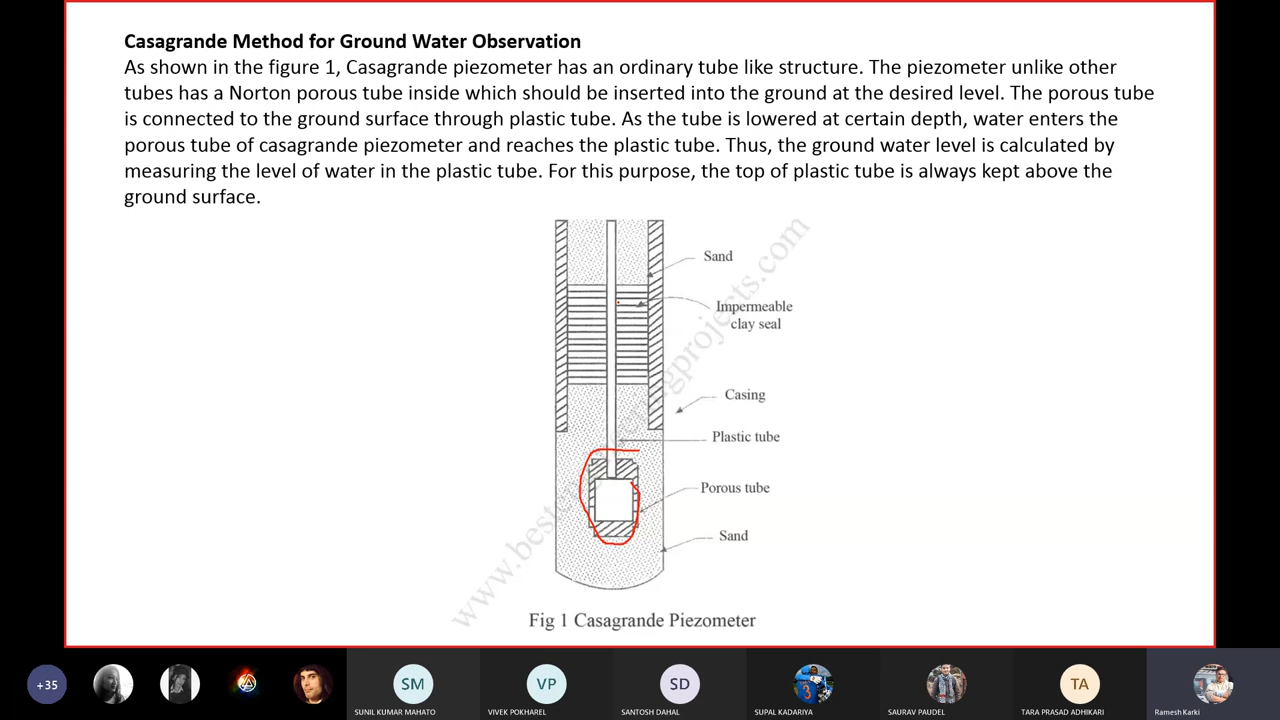 Casagrande Method for Ground Water Observation
As shown in the figure 1, Casagrande piezometer has an ordinary tube like structure. The piezometer unlike other
tubes has a Norton porous tube inside which should be inserted into the ground at the desired level. The porous tube
is connected to the ground surface through plastic tube. As the tube is lowered at certain depth, water enters the
porous tube of casagrande piezometer and reaches the plastic tube. Thus, the ground water level is calculated by
measuring the level of water in the plastic tube. For this purpose, the top of plastic tube is always kept above the
ground surface.
Sand
Impermeable
clay seal
Casing
Plastic tube
Porous tube
Sand
Fig 1 Casagrande Piezometer
+35
SM
VP
SD
TA
SUNIL KUMAR MAHATO
VIVEK POKHAREL
SANTOSH DAHAL
SUPAL KADARIYA
SAURAV PAUDEL
TARA PRASAD ADHIKARI
Ramesh Karki